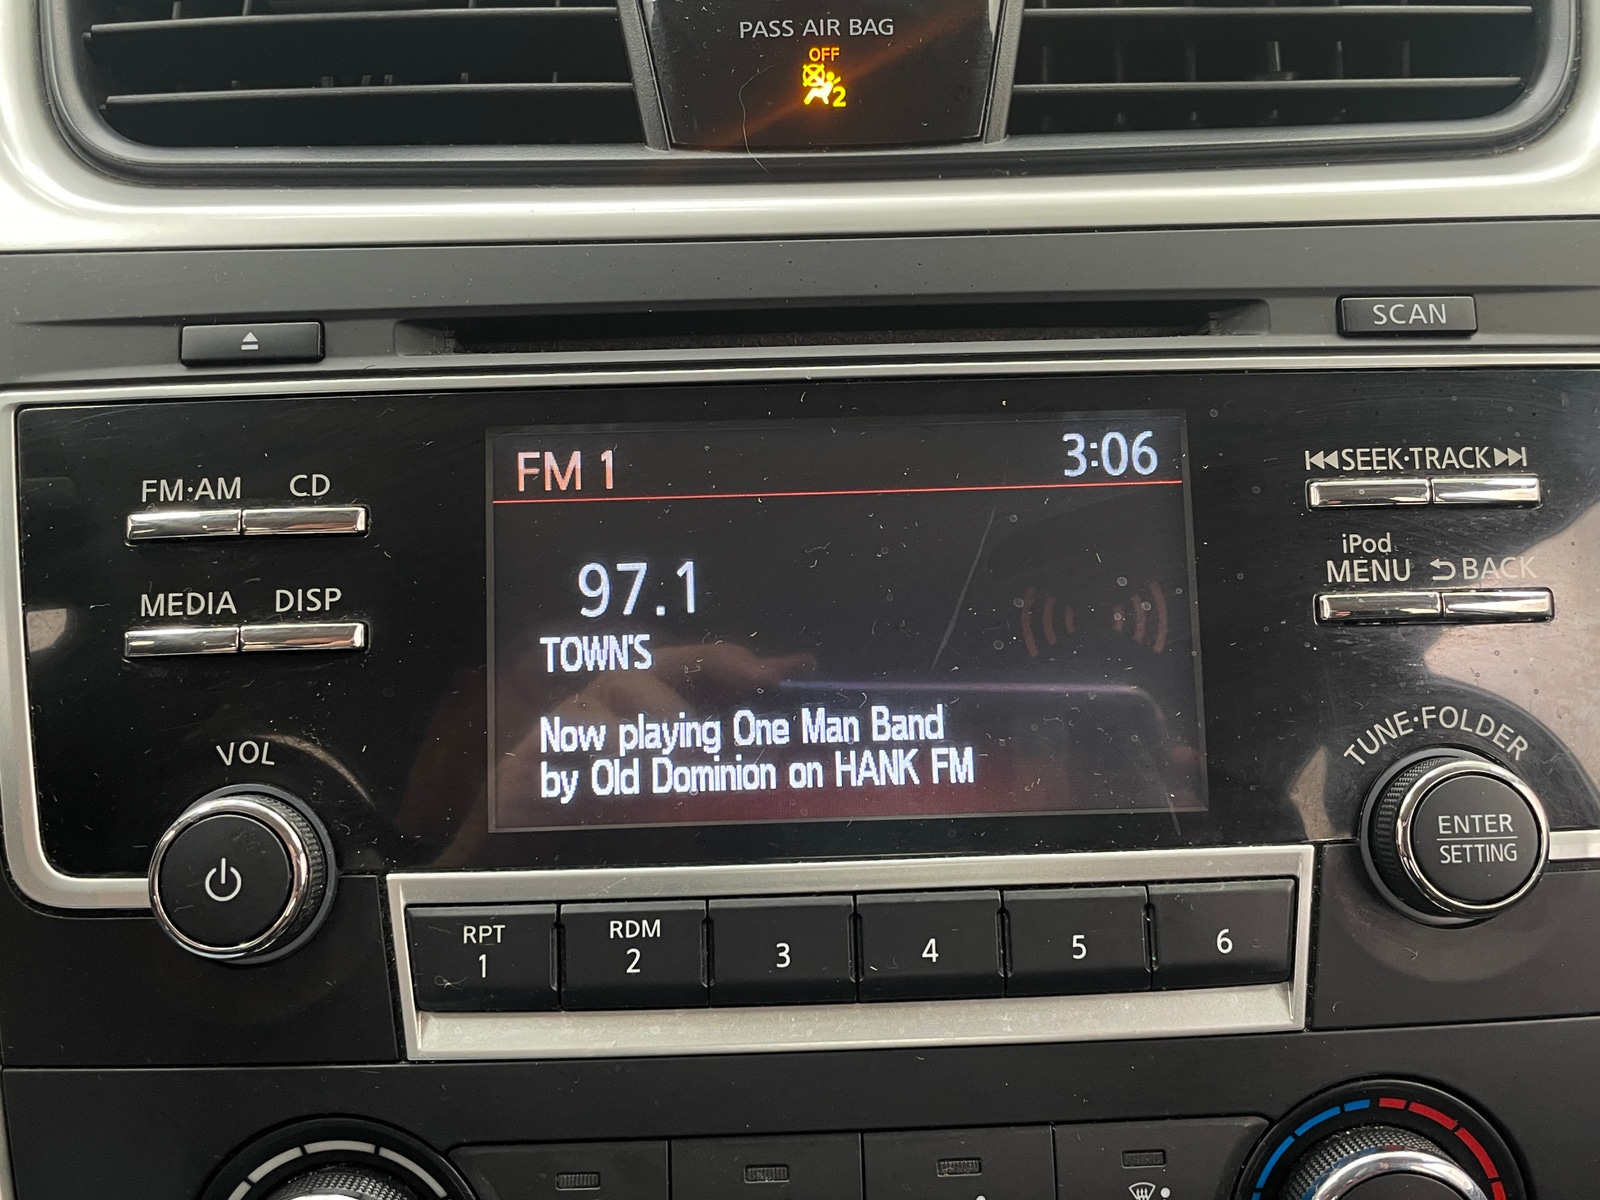 PASS AIR BAG
OFF
2
SCAN
FM·AM CD
MEDIA DISP
VOL
FM 1 3:06
97.1
TOWN'S
Now playing One Man Band
by Old Dominion on HANK FM
SEEK·TRACK
iPod
MENU BACK
TUNE·FOLDER
ENTER
SETTING
RPT
1
RDM
2
3
4
5
6